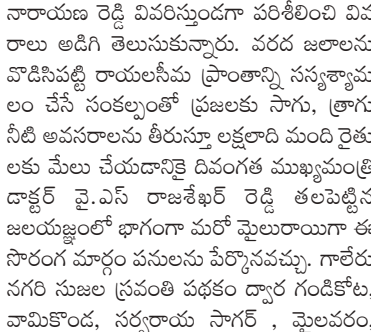 నారాయణ రెడ్డి వివరిస్తుండగా పరిశీలించి వివ
రాలు అడిగి తెలుసుకున్నారు. వరద జలాలను
వొడిసిపట్టి రాయలసీమ ప్రాంతాన్ని సస్యశ్యామ
లం చేసే సంకల్పంతో ప్రజలకు సాగు, త్రాగు
నీటి అవసరాలను తీరుస్తూ లక్షలాది మంది రైతు
లకు మేలు చేయడానికై దివంగత ముఖ్యమంత్రి
డాక్టర్ వై.ఎస్ రాజశేఖర్ రెడ్డి తలపెట్టిన
జలయజ్ఞంలో భాగంగా మరో మైలురాయిగా ఈ
సొరంగ మార్గం పనులను పేర్కొనవచ్చు. గాలేరు
నగరి సుజల స్రవంతి పథకం ద్వార గండికోట,
వామికొండ, సర్వరాయ సాగర్ , మైలవరం,